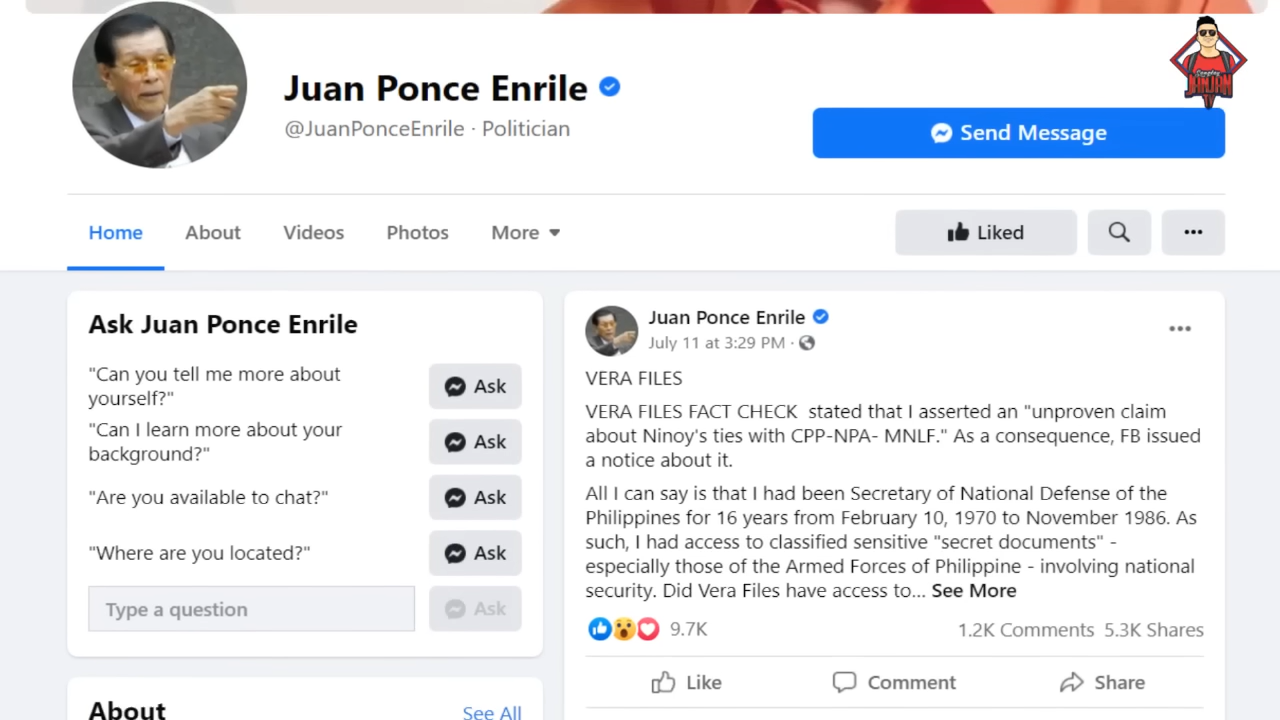 Juan Ponce Enrile
@JuanPonceEnrile · Politician
JANJAN
Send Message
Home
About
Videos
Photos
More
Liked
Ask Juan Ponce Enrile
"Can you tell me more about
yourself?"
Ask
"Can I learn more about your
background?"
Ask
"Are you available to chat?"
Ask
"Where are you located?"
Ask
Type a question
Ask
About
See All
Juan Ponce Enrile
July 11 at 3:29 PM ·
VERA FILES
VERA FILES FACT CHECK stated that I asserted an "unproven claim
about Ninoy's ties with CPP-NPA- MNLF." As a consequence, FB issued
a notice about it.
All I can say is that I had been Secretary of National Defense of the
Philippines for 16 years from February 10, 1970 to November 1986. As
such, I had access to classified sensitive "secret documents" -
especially those of the Armed Forces of Philippine - involving national
security. Did Vera Files have access to... See More
9.7K
1.2K Comments 5.3K Shares
Like
Comment
Share